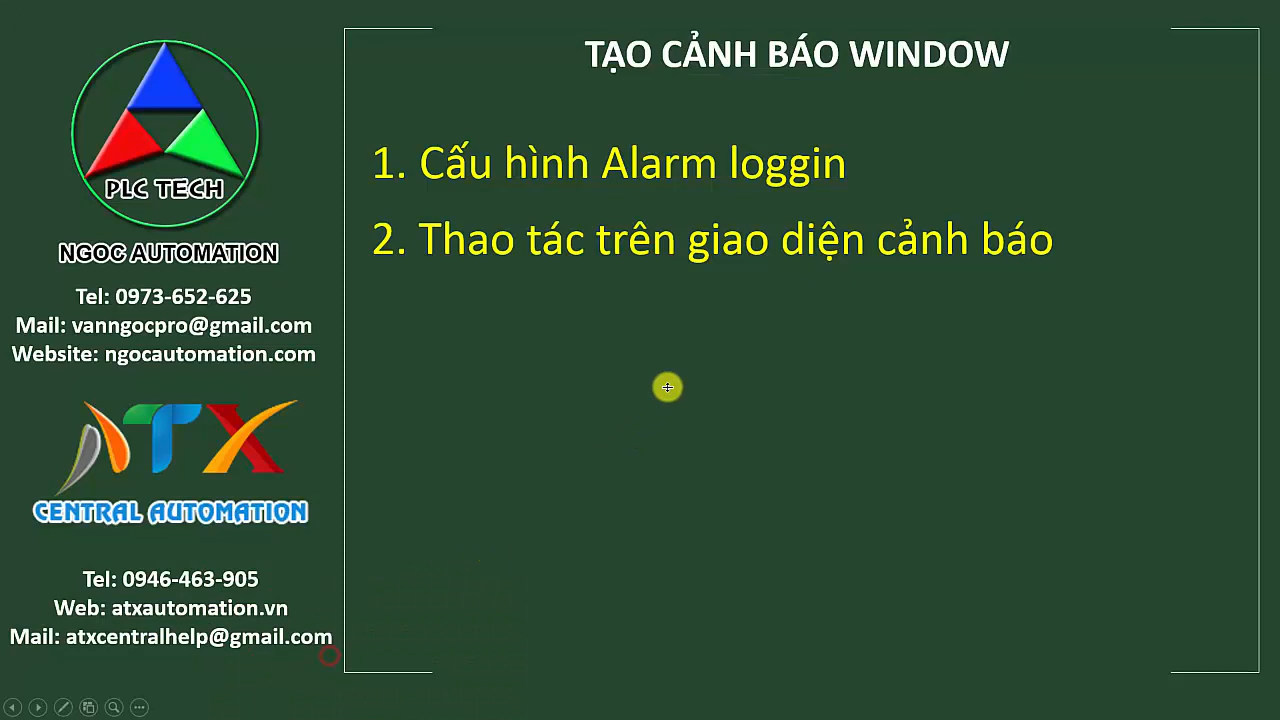 TẠO CẢNH BÁO WINDOW
1. Cấu hình Alarm loggin
2. Thao tác trên giao diện cảnh báo
PLC TECH
NGOC AUTOMATION
Tel: 0973-652-625
Mail: vanngocpro@gmail.com
Website: ngocautomation.com
ATX
CENTRAL AUTOMATION
Tel: 0946-463-905
Web: atxautomation.vn
Mail: atxcentralhelp@gmail.com